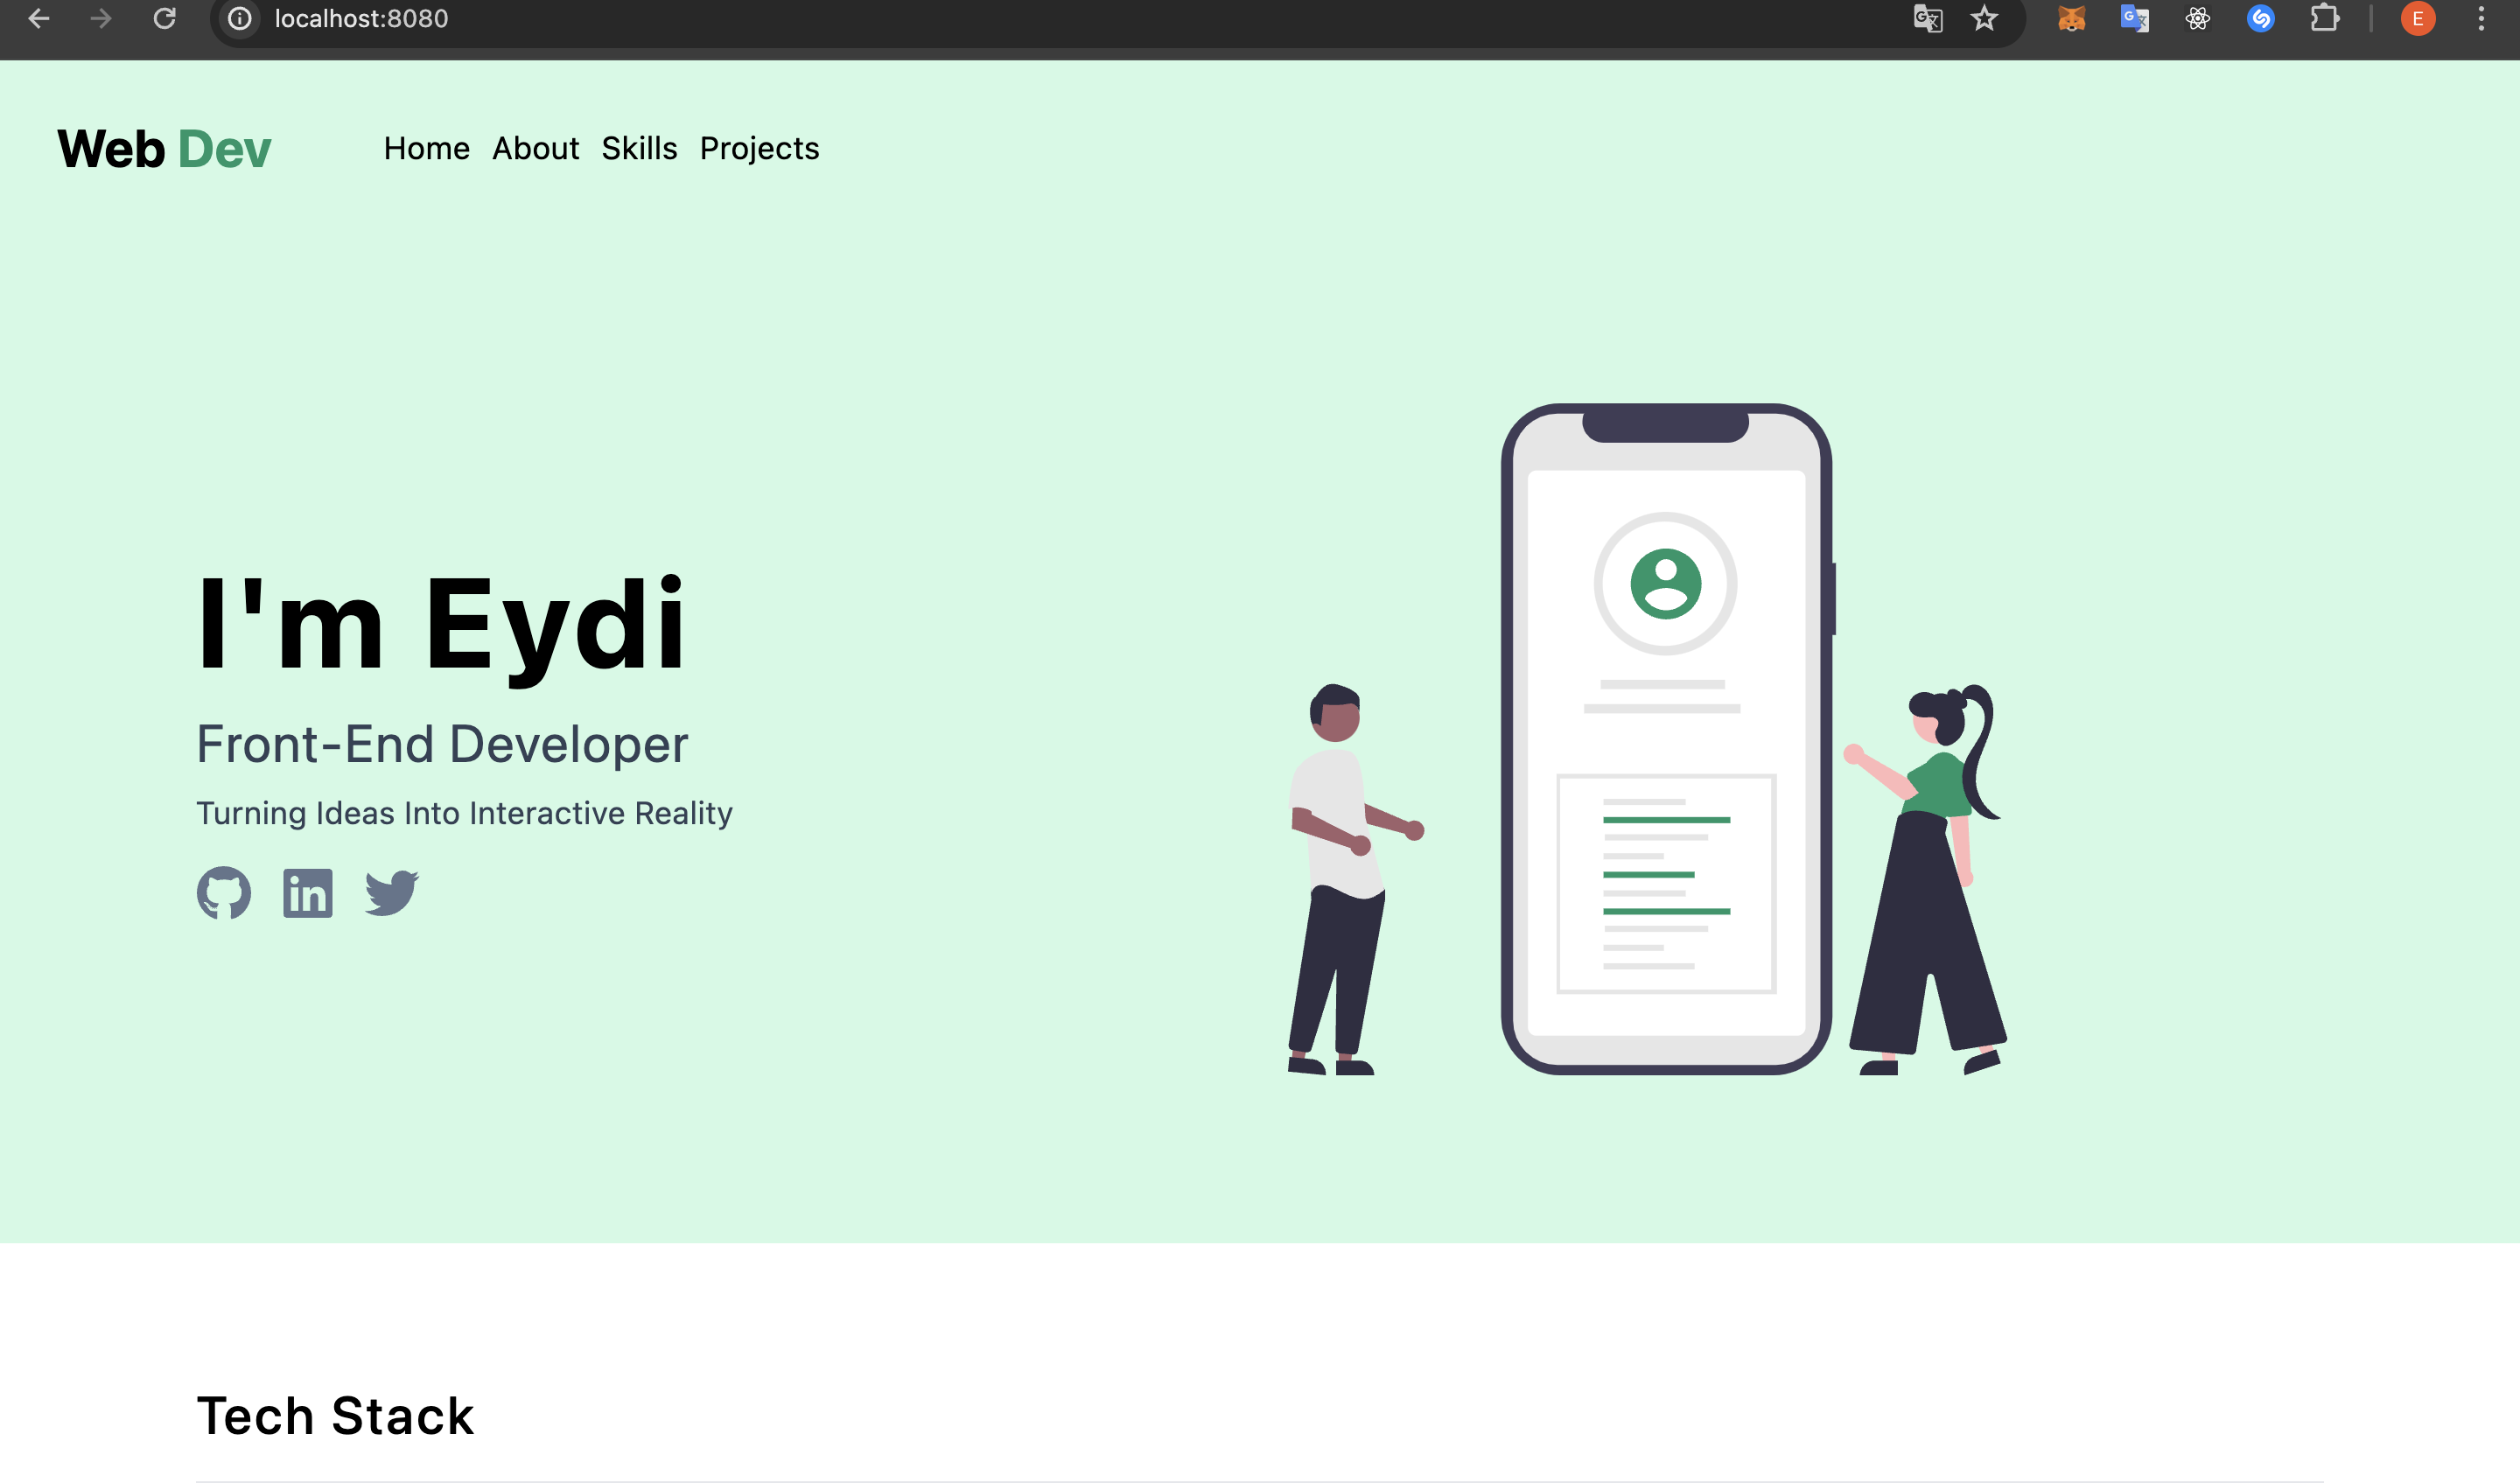 localhost:8080
E
Web Dev
Home About Skills Projects
I'm Eydi
Front-End Developer
Turning Ideas Into Interactive Reality
in
Tech Stack